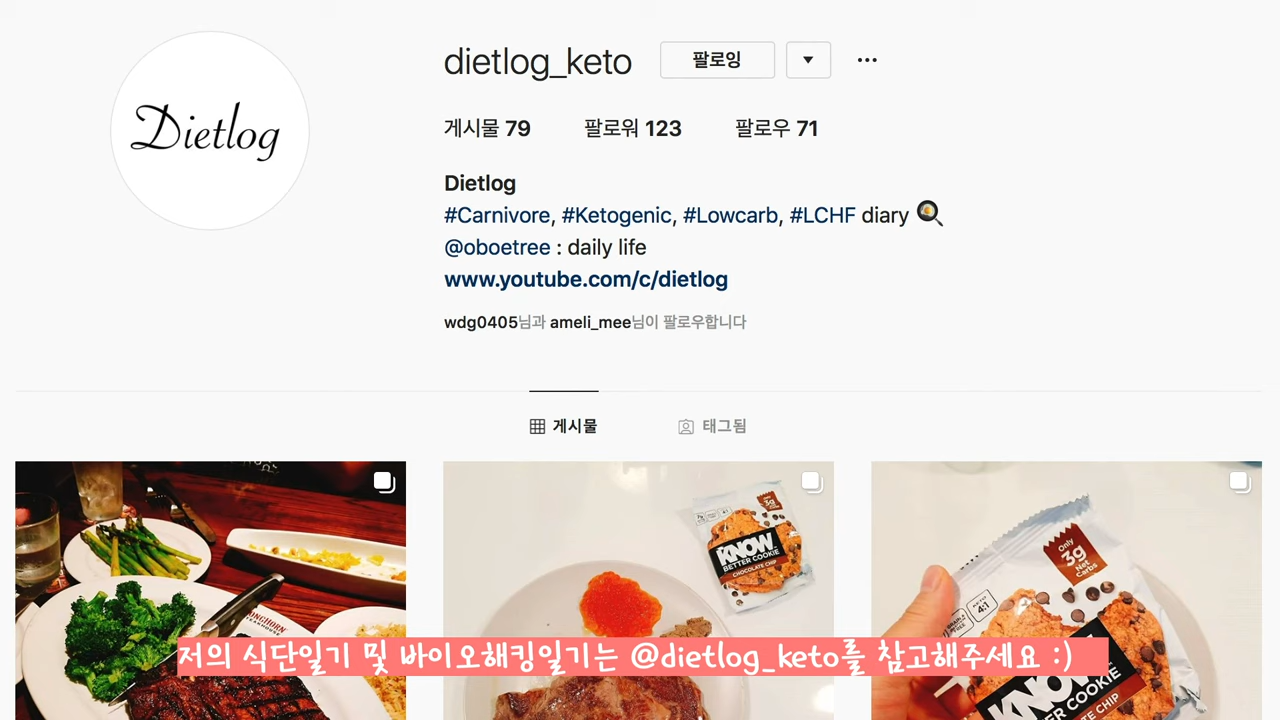 Dietlog
dietlog_keto 팔로잉
게시물 79 팔로워 123 팔로우 71
Dietlog
#Carnivore, #Ketogenic, #Lowcarb, #LCHF diary
@oboetree : daily life
www.youtube.com/c/dietlog
wdg0405님과 ameli_mee님이 팔로우합니다
게시물 태그됨
KNOW
BETTER COOKIE
CHOCOLATE CHIP
3g
Only
3g
Net
Carbs
4:1
KNOW
BETTER COOKIE
CHIP
저의 식단일기 및 바이오해킹일기는 @dietlog_keto를 참고해주세요 :)